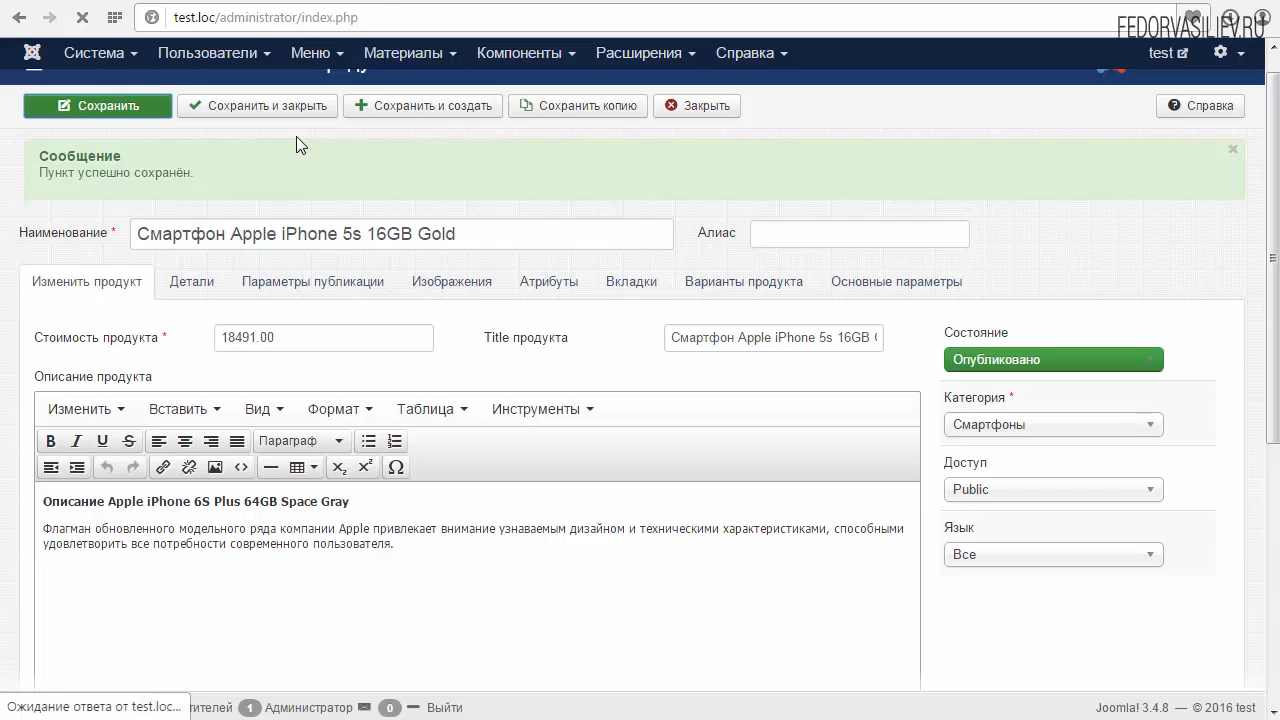 test.loc/administrator/index.php
FEDORVASILIEV.RU
Система Пользователи Меню Материалы Компоненты Расширения Справка test
Сохранить Сохранить и закрыть Сохранить и создать Сохранить копию Закрыть Справка
Сообщение
Пункт успешно сохранён.
Наименование * Смартфон Apple iPhone 5s 16GB Gold Алиас
Изменить продукт Детали Параметры публикации Изображения Атрибуты Вкладки Варианты продукта Основные параметры
Стоимость продукта * 18491.00 Title продукта Смартфон Apple iPhone 5s 16GB
Состояние
Опубликовано
Описание продукта
Категория *
Смартфоны
Изменить Вставить Вид Формат Таблица Инструменты
B I U S Параграф
Доступ
Public
Описание Apple iPhone 6S Plus 64GB Space Gray
Флагман обновленного модельного ряда компании Apple привлекает внимание узнаваемым дизайном и техническими характеристиками, способными
удовлетворить все потребности современного пользователя.
Язык
Все
Ожидание ответа от test.loc... тителей 1 Администратор 0 Выйти Joomla! 3.4.8 — © 2016 test